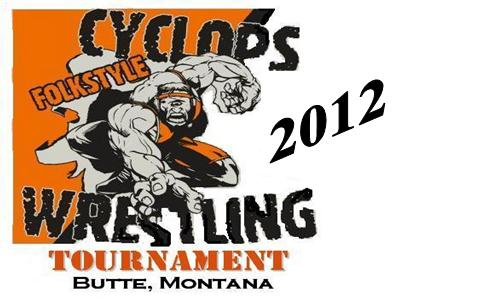 CYCLOPS
FOLKSTYLE
2012
WRESTLING
TOURNAMENT
BUTTE, MONTANA